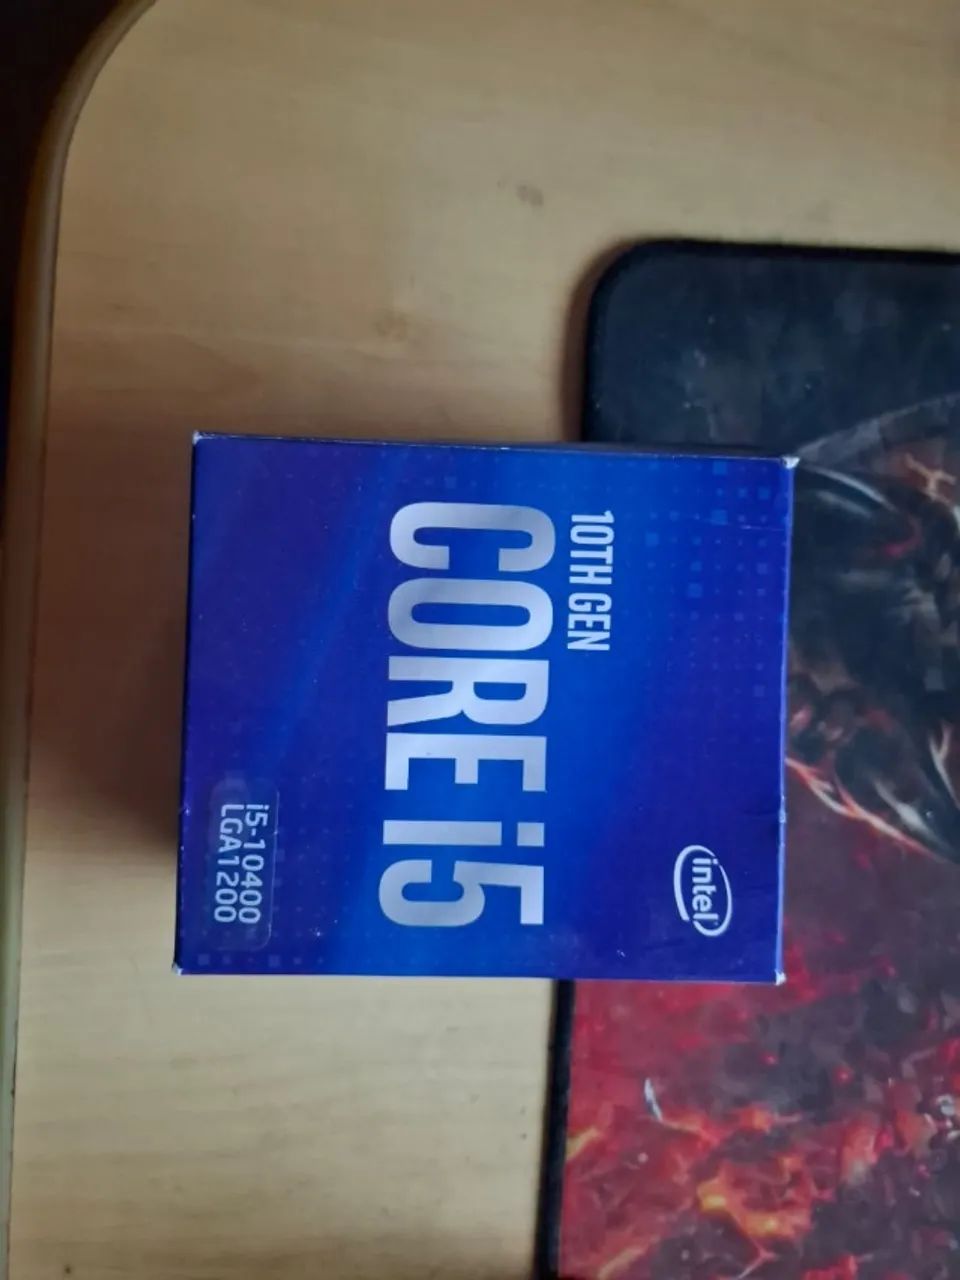 intel
10TH GEN
CORE i5
i5-10400
LGA1200